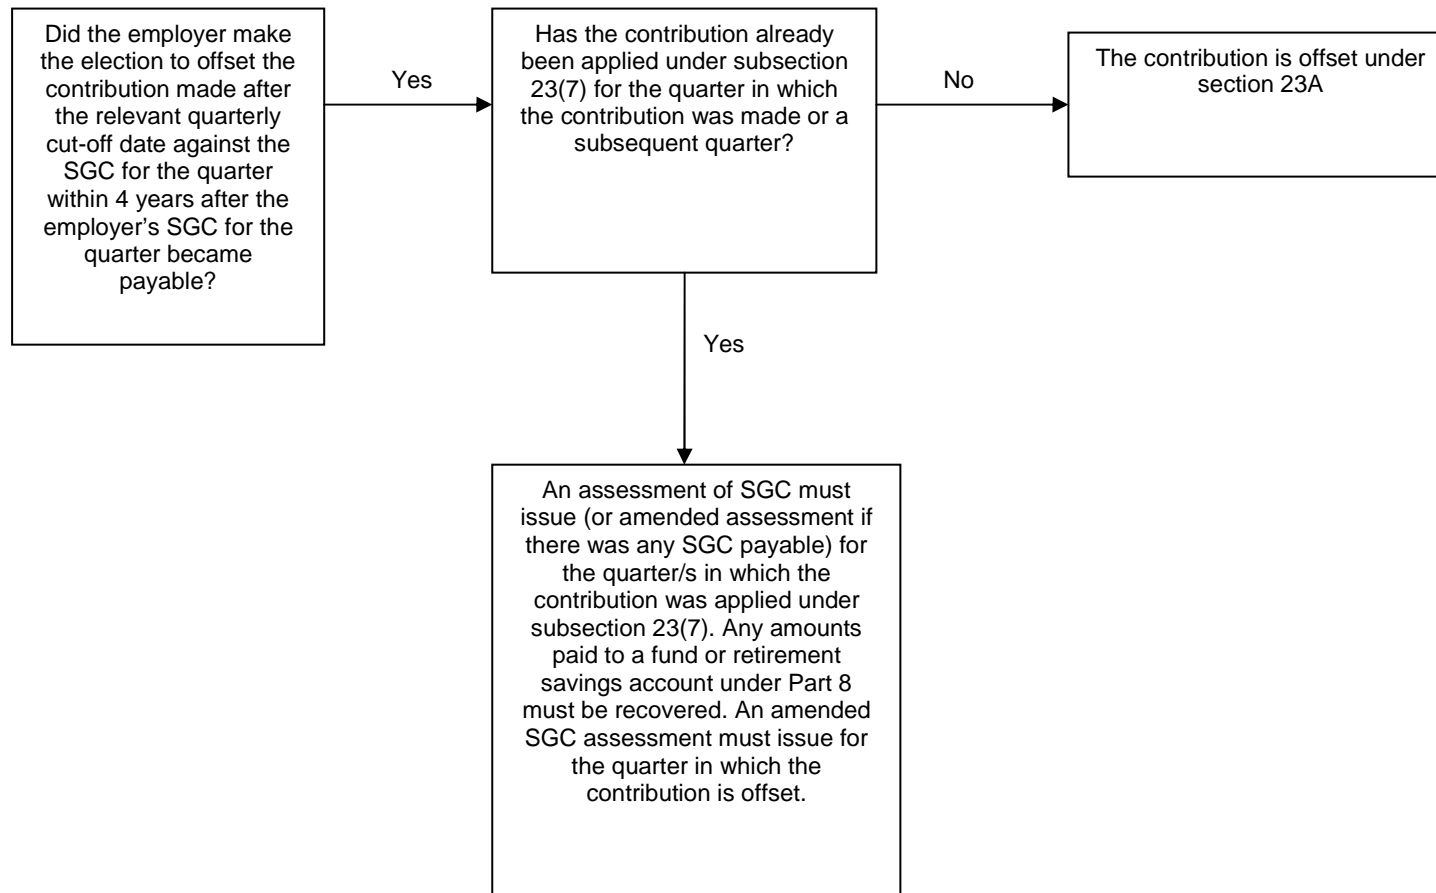 Did the employer make
the election to offset the
contribution made after
the relevant quarterly
cut-off date against the
SGC for the quarter
within 4 years after the
employer’s SGC for the
quarter became
payable?
Yes
Has the contribution already
been applied under subsection
23(7) for the quarter in which
the contribution was made or a
subsequent quarter?
No
The contribution is offset under
section 23A
Yes
An assessment of SGC must
issue (or amended assessment if
there was any SGC payable) for
the quarter/s in which the
contribution was applied under
subsection 23(7). Any amounts
paid to a fund or retirement
savings account under Part 8
must be recovered. An amended
SGC assessment must issue for
the quarter in which the
contribution is offset.